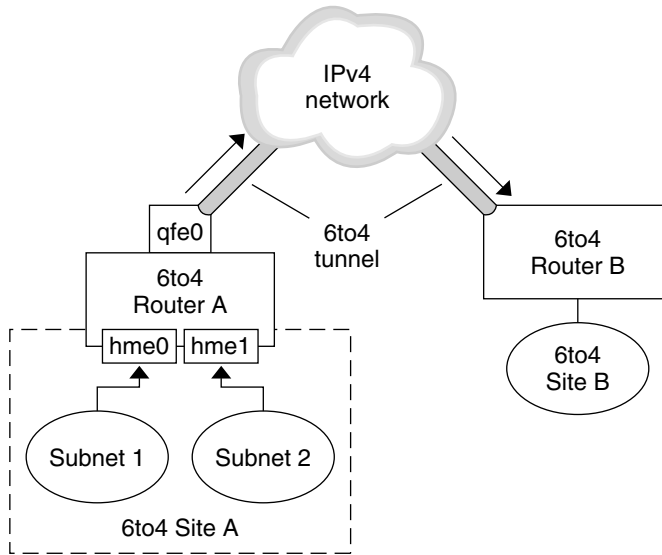 IPv4
network
qfe0
6to4
tunnel
6to4
Router A
6to4
Router B
hme0
hme1
6to4
Site B
Subnet 1
Subnet 2
6to4 Site A